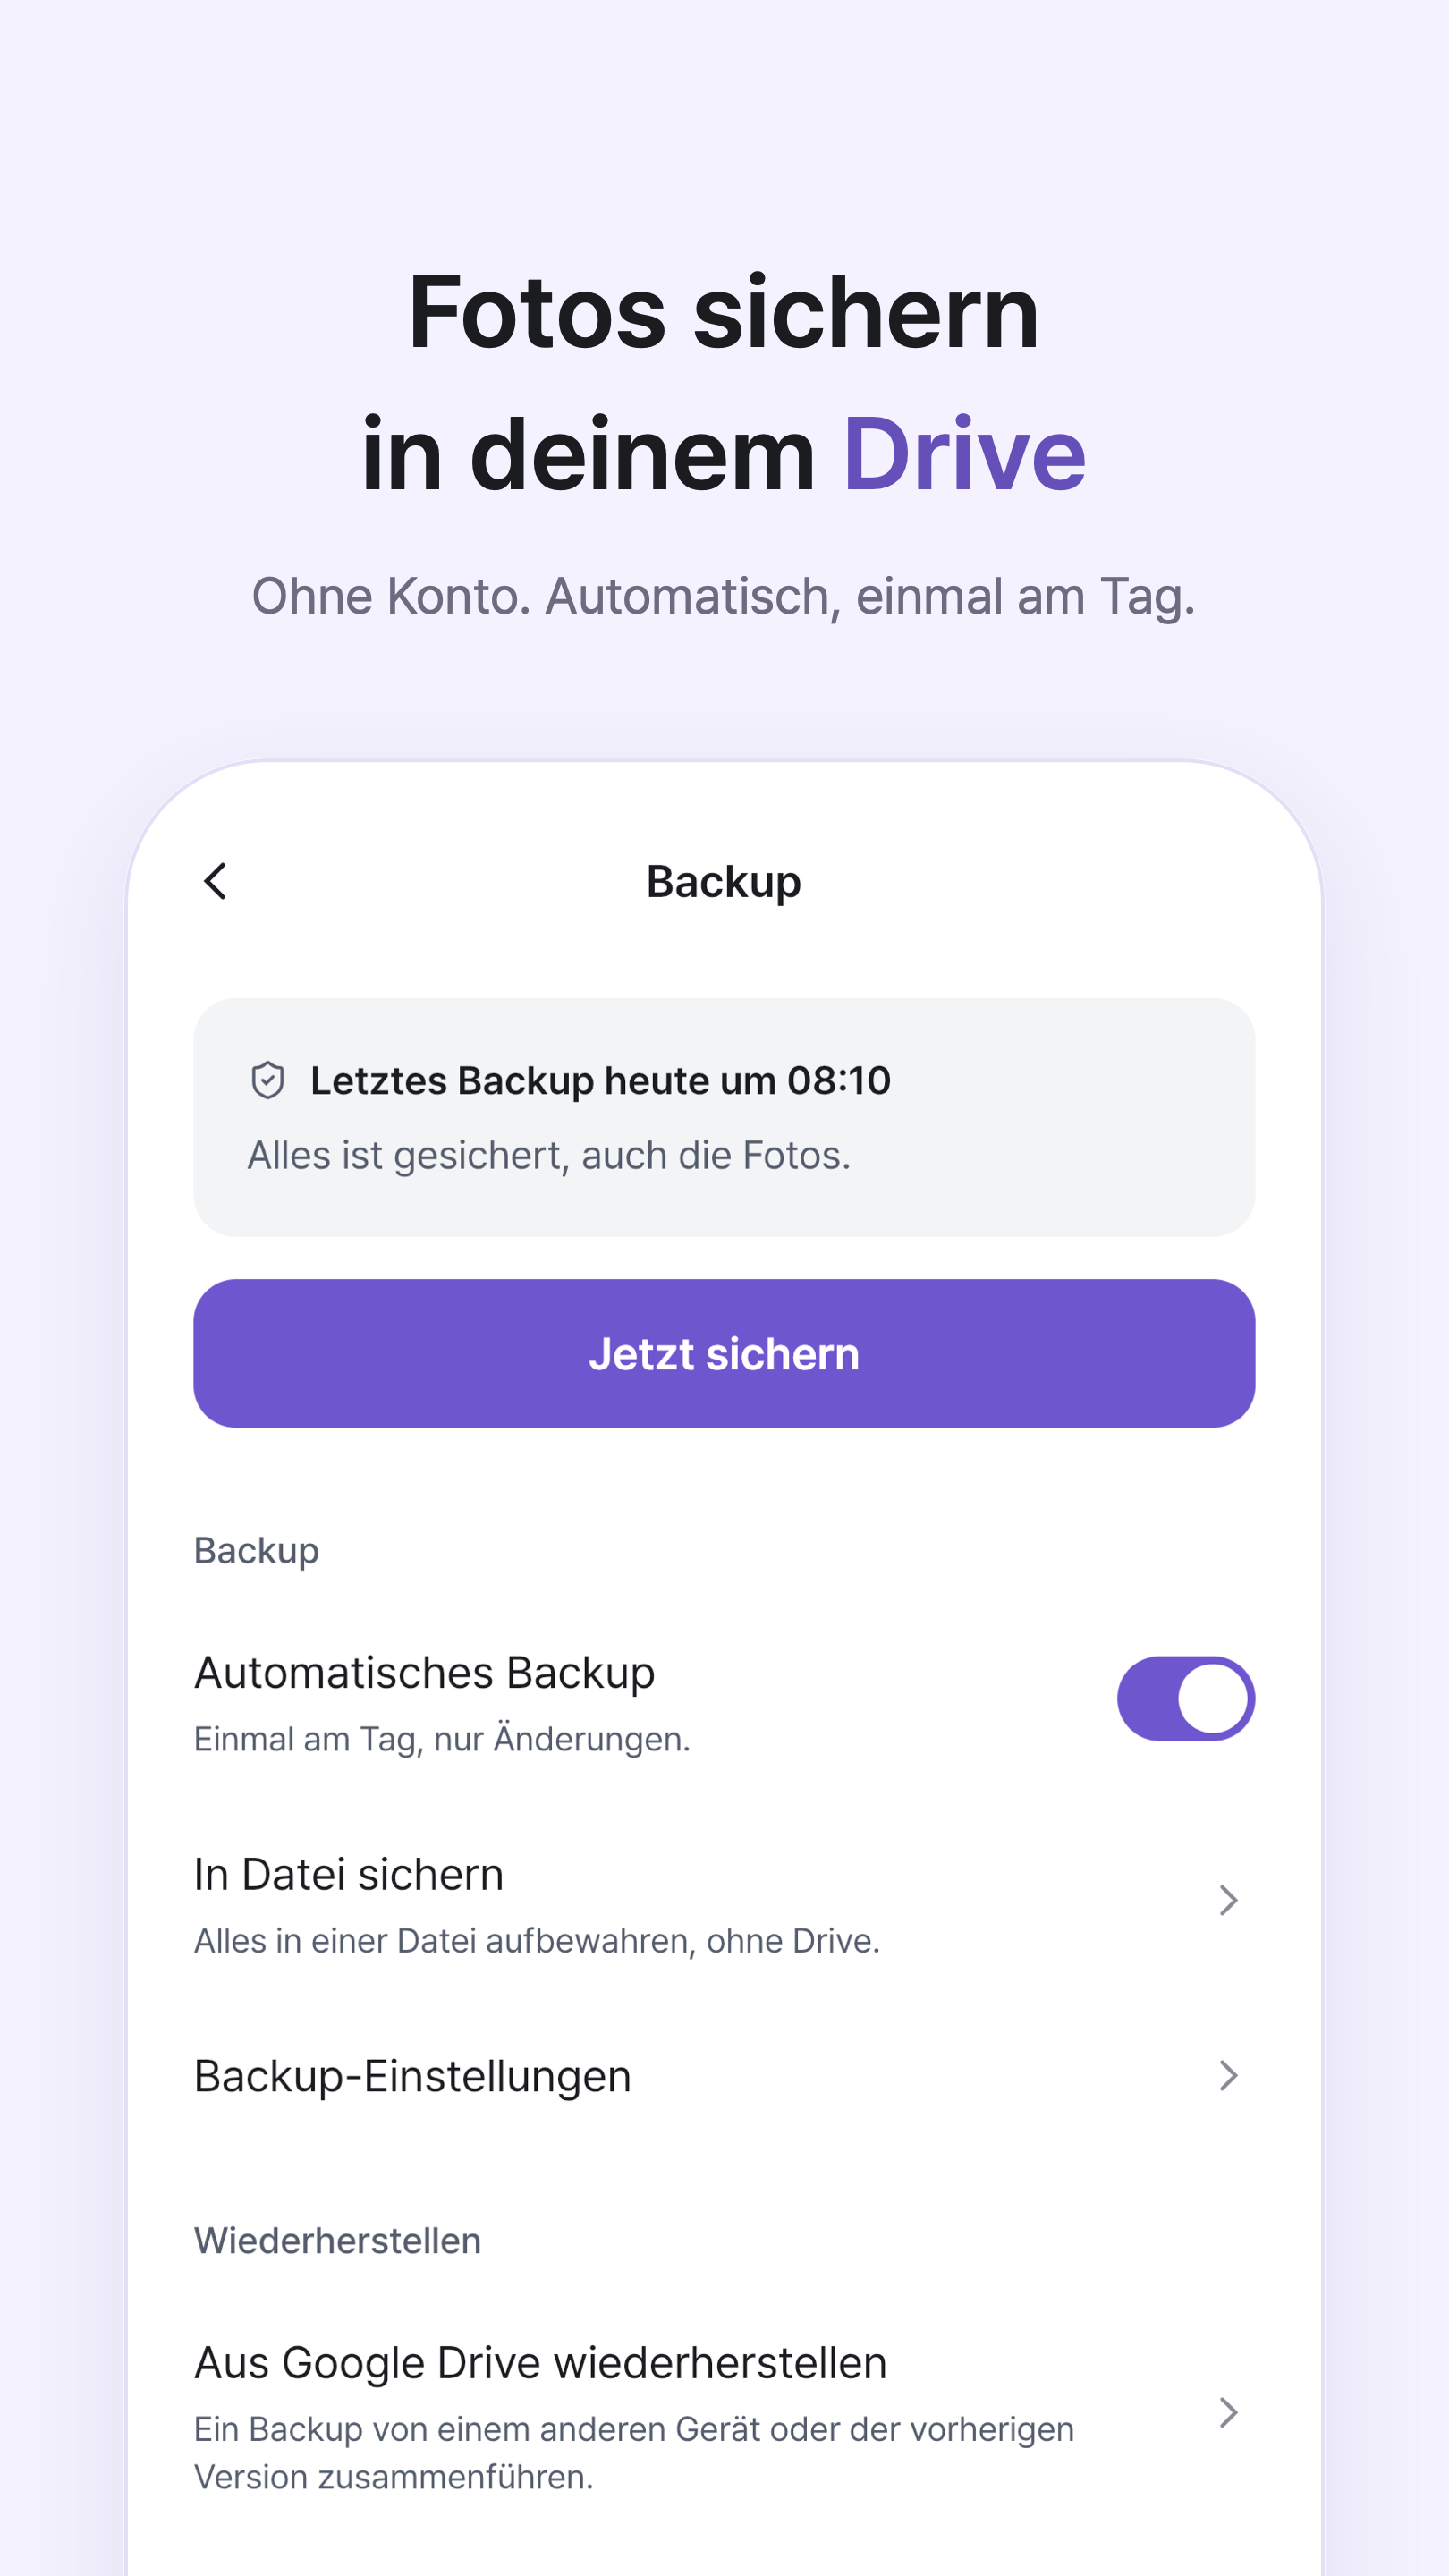 Fotos sichern
in deinem Drive
Ohne Konto. Automatisch, einmal am Tag.
Backup
Letztes Backup heute um 08:10
Alles ist gesichert, auch die Fotos.
Jetzt sichern
Backup
Automatisches Backup
Einmal am Tag, nur Änderungen.
In Datei sichern
Alles in einer Datei aufbewahren, ohne Drive.
Backup-Einstellungen
Wiederherstellen
Aus Google Drive wiederherstellen
Ein Backup von einem anderen Gerät oder der vorherigen
Version zusammenführen.